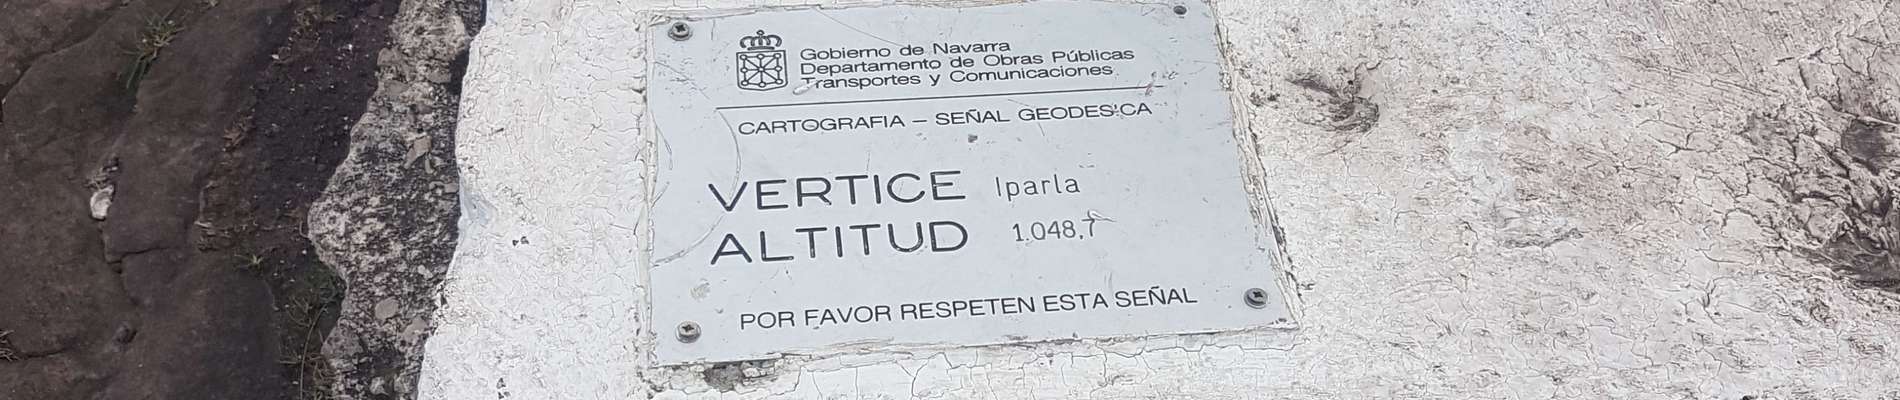 Gobierno de Navarra
Departamento de Obras Públicas
Transportes y Comunicaciones
CARTOGRAFIA – SEÑAL GEODESICA
VERTICE Iparla
ALTITUD 1.048,7
POR FAVOR RESPETEN ESTA SEÑAL